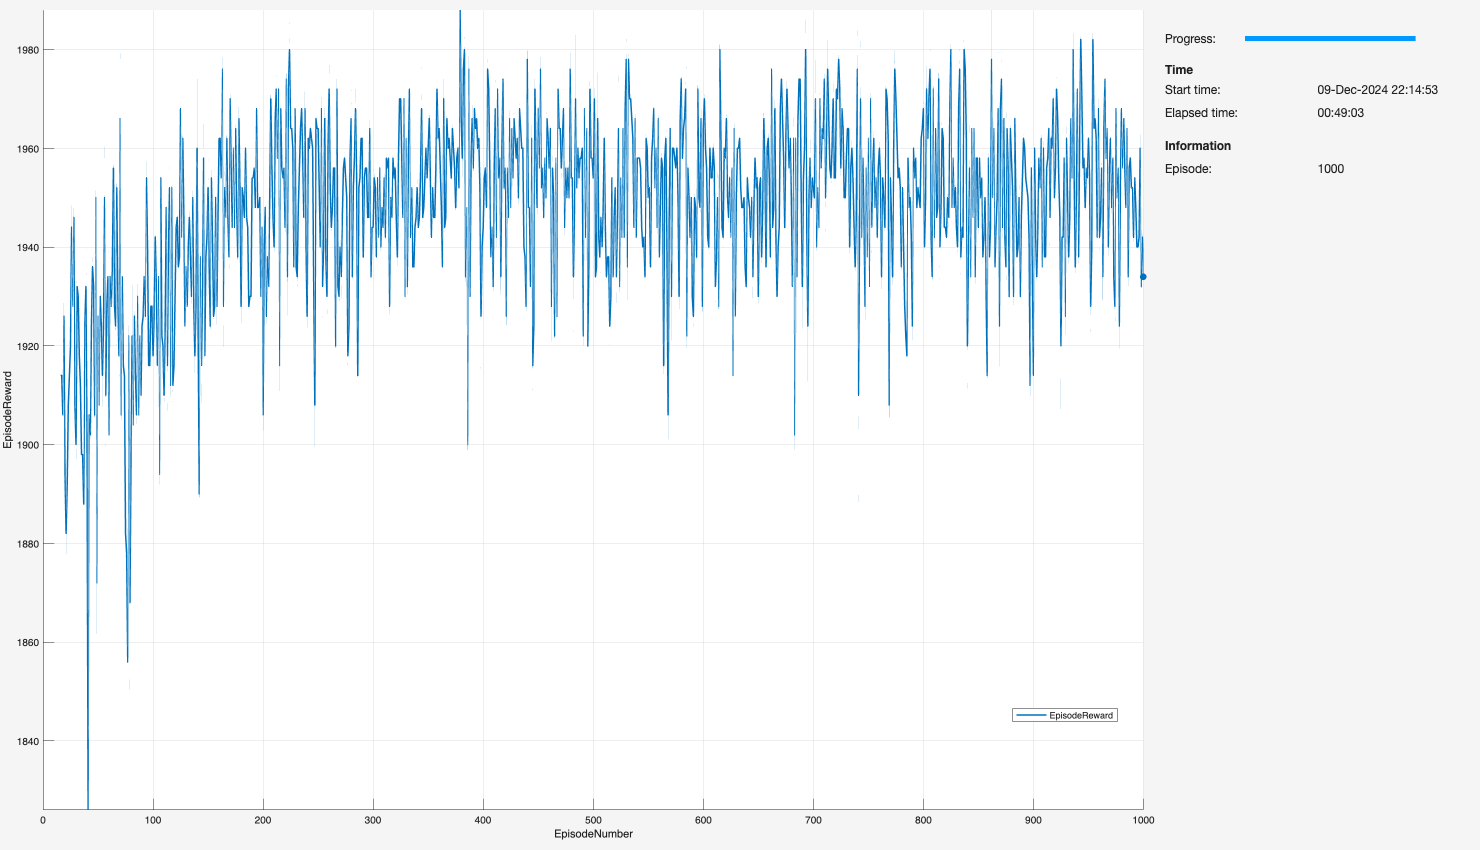 1980
1960
1940
1920
1900
1880
1860
1840
EpisodeReward
0 100 200 300 400 500 600 700 800 900 1000
EpisodeNumber
EpisodeReward
Progress:
Time
Start time: 09-Dec-2024 22:14:53
Elapsed time: 00:49:03
Information
Episode: 1000